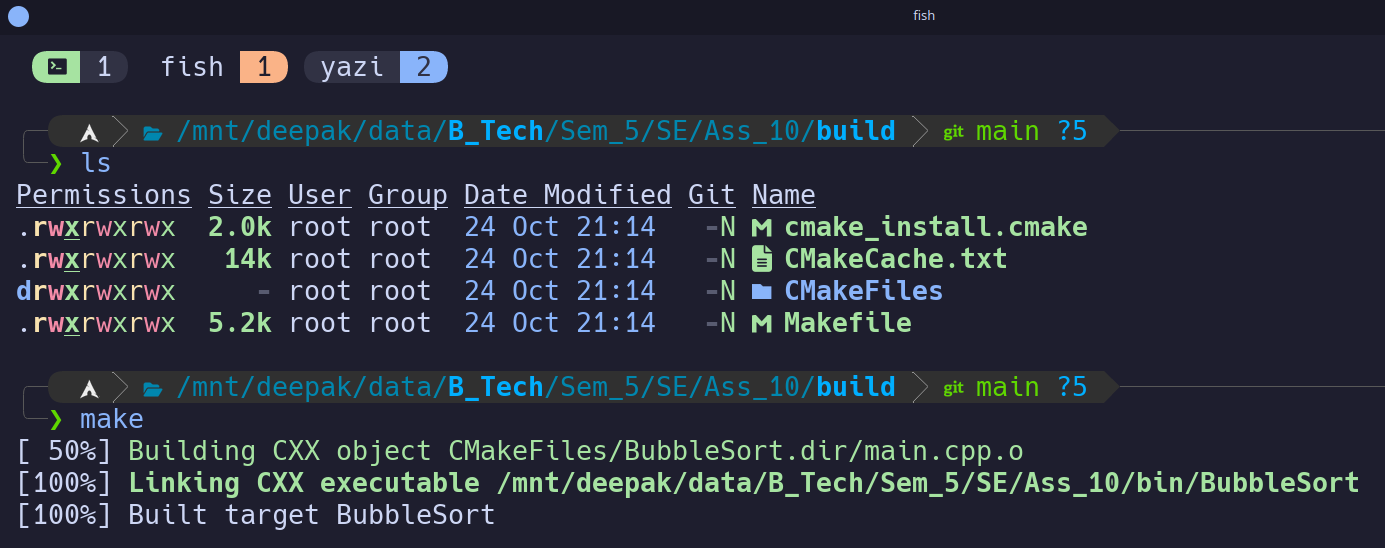 fish
1 fish 1 yazi 2
/mnt/deepak/data/B_Tech/Sem_5/SE/Ass_10/build git main ?5
❯ ls
Permissions Size User Group Date Modified Git Name
.rwxrwxrwx 2.0k root root 24 Oct 21:14 -N cmake_install.cmake
.rwxrwxrwx 14k root root 24 Oct 21:14 -N CMakeCache.txt
drwxrwxrwx - root root 24 Oct 21:14 -N CMakeFiles
.rwxrwxrwx 5.2k root root 24 Oct 21:14 -N Makefile
/mnt/deepak/data/B_Tech/Sem_5/SE/Ass_10/build git main ?5
❯ make
[ 50%] Building CXX object CMakeFiles/BubbleSort.dir/main.cpp.o
[100%] Linking CXX executable /mnt/deepak/data/B_Tech/Sem_5/SE/Ass_10/bin/BubbleSort
[100%] Built target BubbleSort